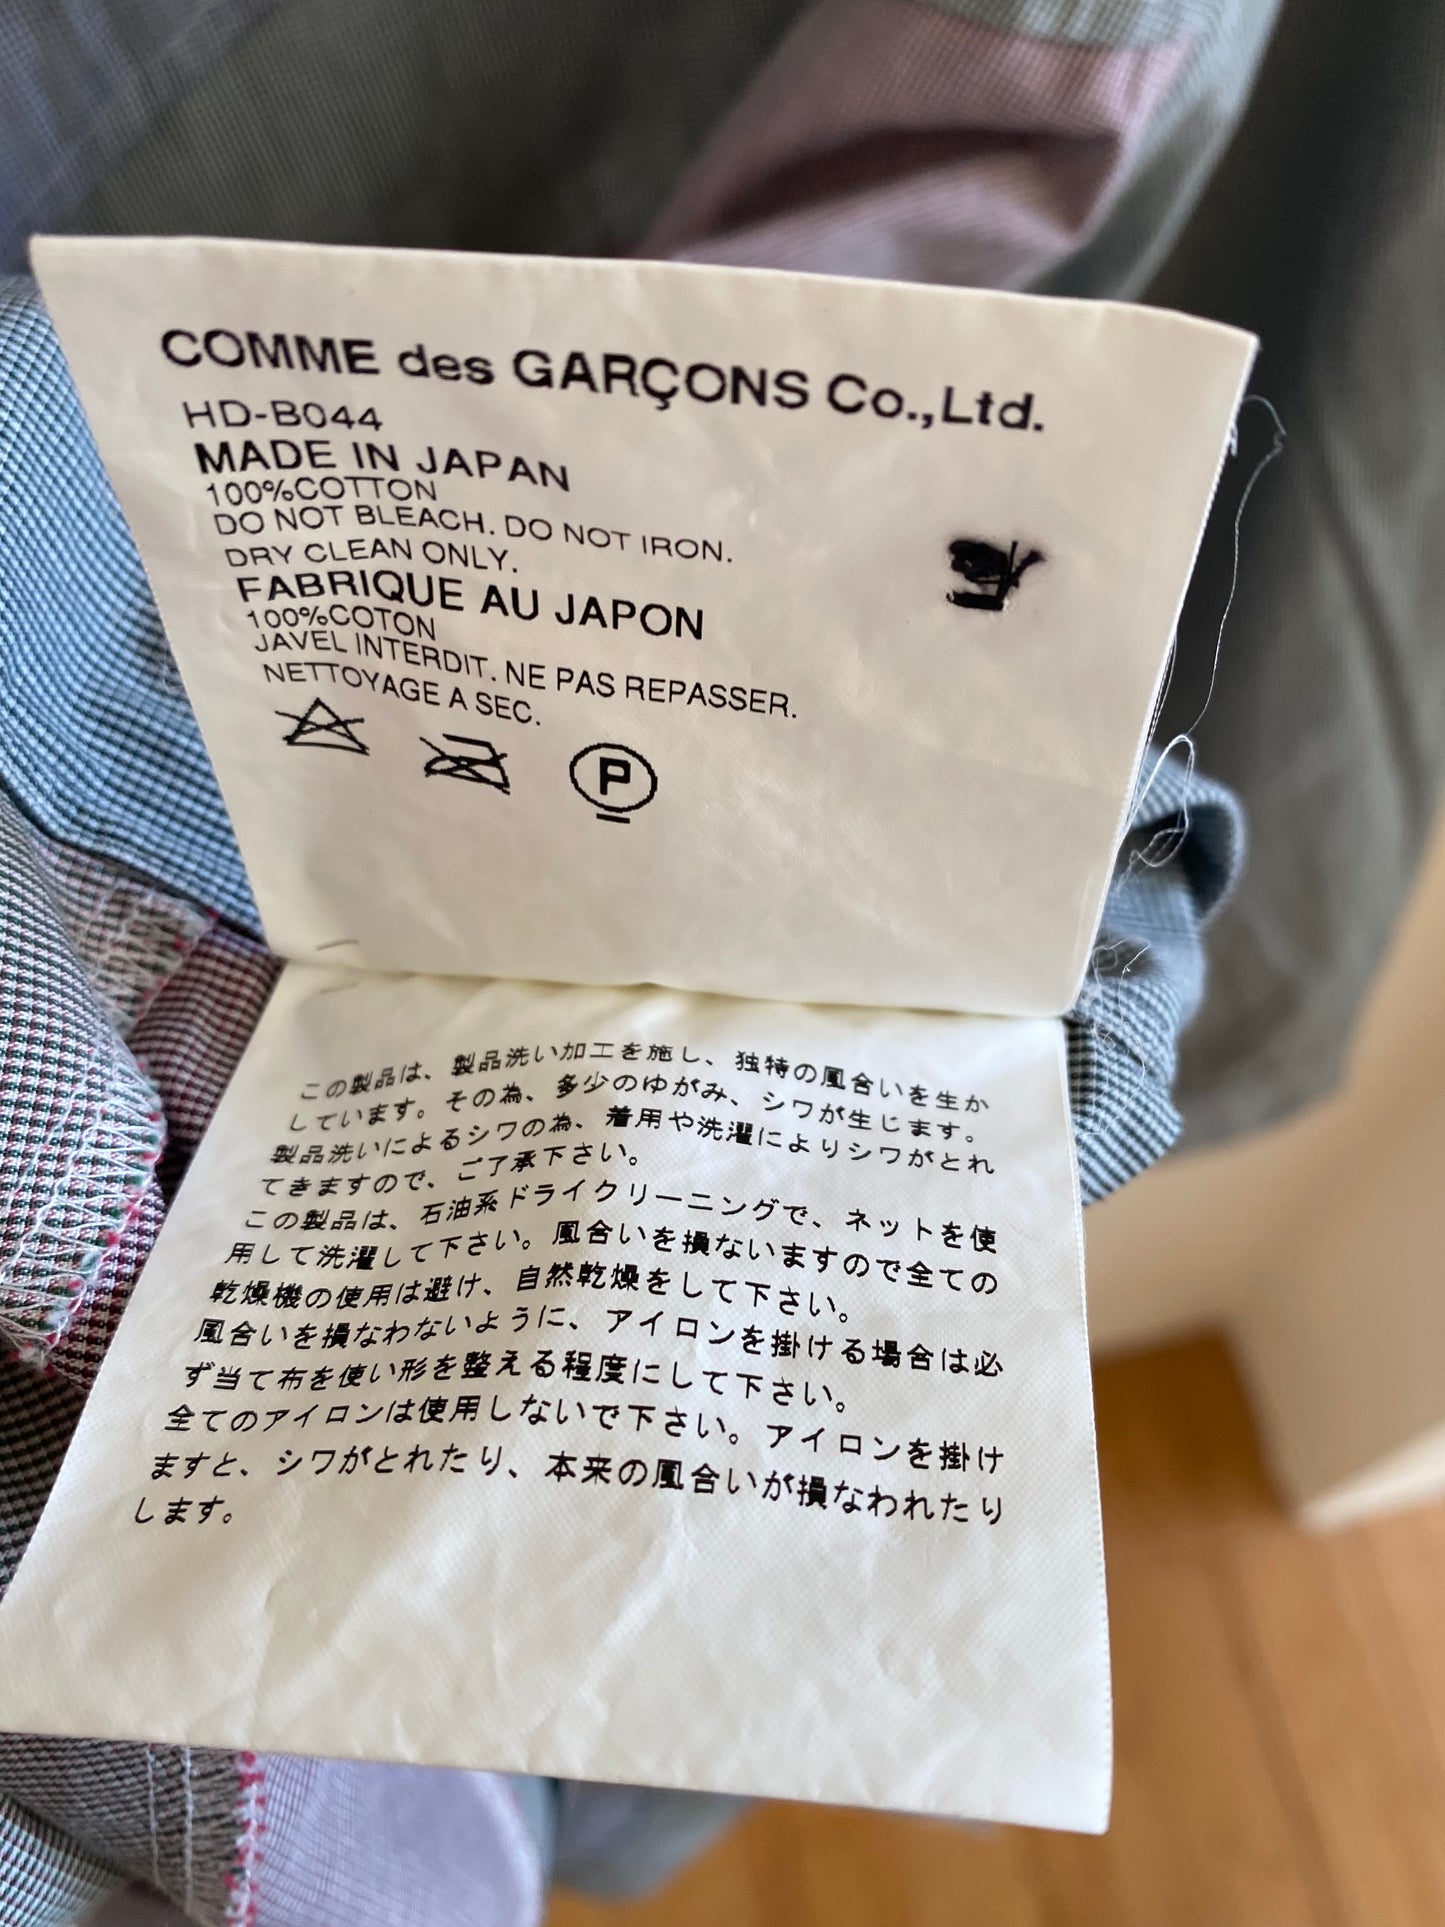 COMME des GARÇONS Co.,Ltd.
HD-B044
MADE IN JAPAN
100%COTTON
DO NOT BLEACH. DO NOT IRON.
DRY CLEAN ONLY.
FABRIQUE AU JAPON
100%COTON
JAVEL INTERDIT. NE PAS REPASSER.
NETTOYAGE A SEC.
P
この製品は、製品洗い加工を施し、独特の風合いを生か
しています。その為、多少のゆがみ、シワが生じます。
製品洗いによるシワの為、着用や洗濯によりシワがとれ
てきますので、ご了承下さい。
この製品は、石油系ドライクリーニングで、ネットを使
用して洗濯して下さい。風合いを損ないますので全ての
乾燥機の使用は避け、自然乾燥をして下さい。
風合いを損なわないように、アイロンを掛ける場合は必
ず当て布を使い形を整える程度にして下さい。
全てのアイロンは使用しないで下さい。アイロンを掛け
ますと、シワがとれたり、本来の風合いが損なわれたり
します。